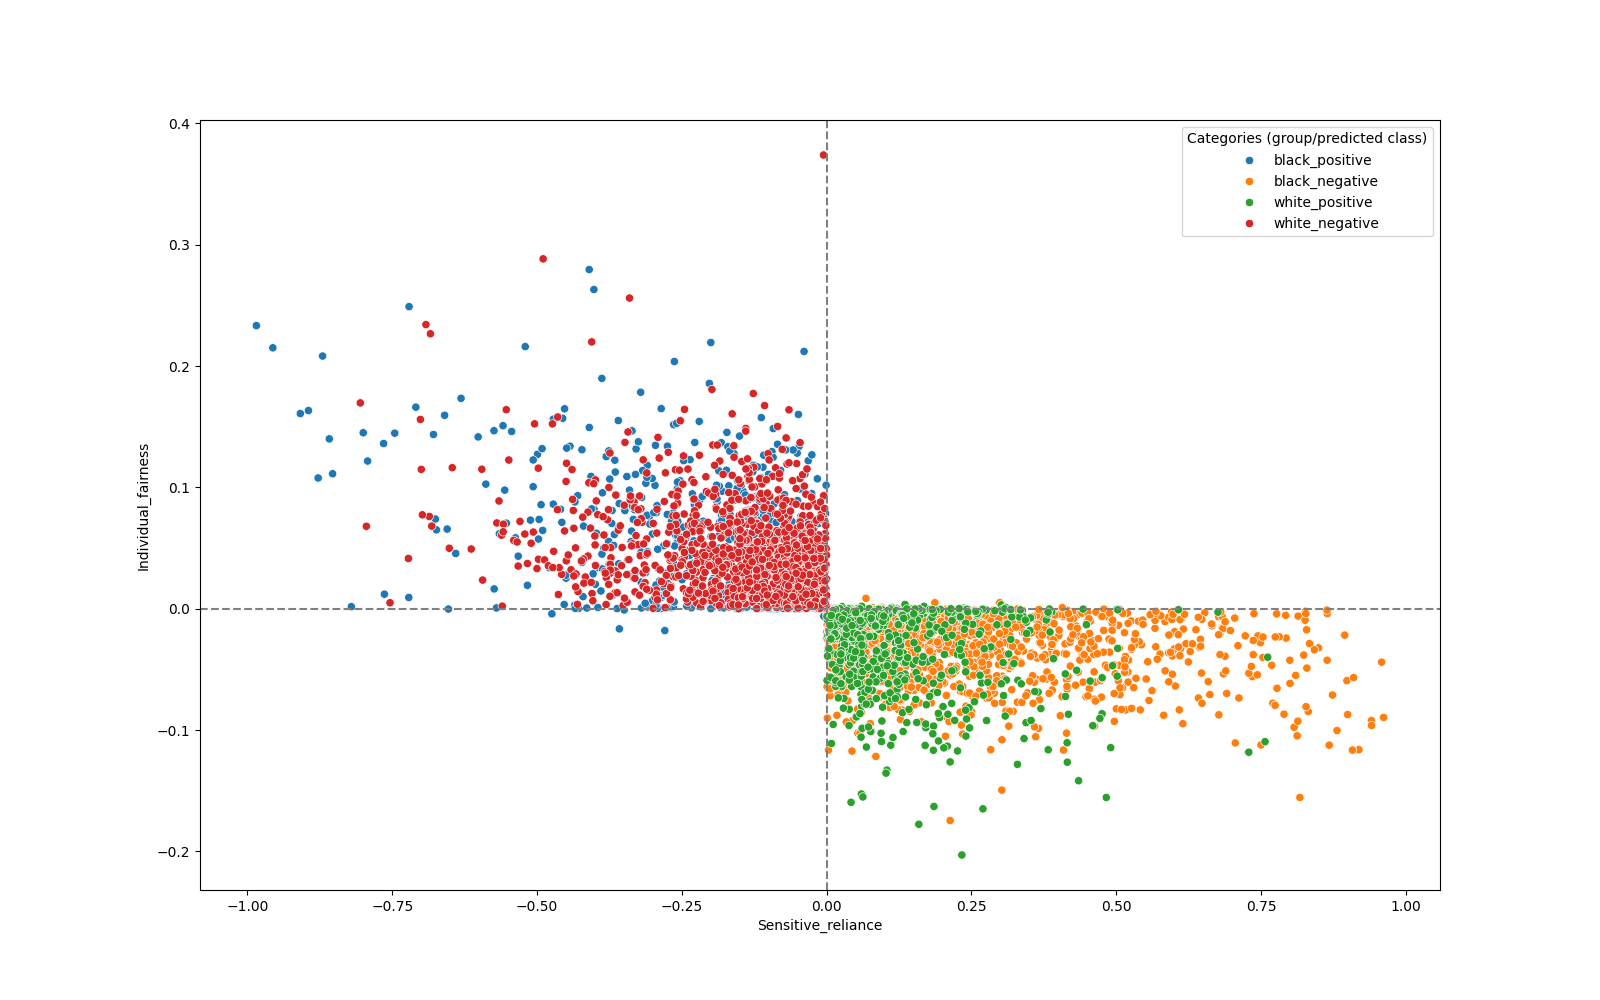 0.4
0.3
0.2
0.1
0.0
−0.1
−0.2
Individual_fairness
Categories (group/predicted class)
black_positive
black_negative
white_positive
white_negative
−1.00 −0.75 −0.50 −0.25 0.00 0.25 0.50 0.75 1.00
Sensitive_reliance